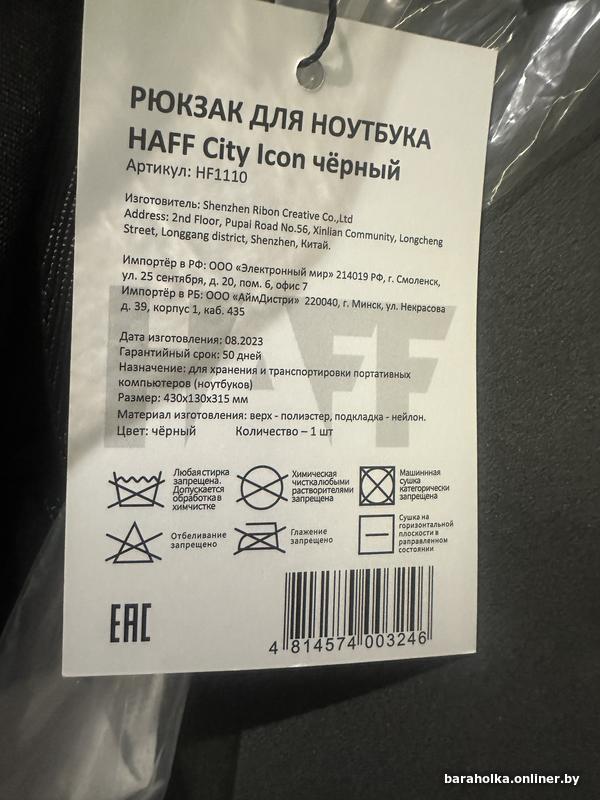 РЮКЗАК ДЛЯ НОУТБУКА
HAFF City Icon чёрный
Артикул: HF1110
Изготовитель: Shenzhen Ribon Creative Co.,Ltd
Address: 2nd Floor, Pupai Road No.56, Xinlian Community, Longcheng
Street, Longgang district, Shenzhen, Китай.
Импортёр в РФ: ООО «Электронный мир» 214019 РФ, г. Смоленск,
ул. 25 сентября, д. 20, пом. 6, офис 7
Импортёр в РБ: ООО «АймДистри» 220040, г. Минск, ул. Некрасова
д. 39, корпус 1, каб. 435
HAFF
Дата изготовления: 08.2023
Гарантийный срок: 50 дней
Назначение: для хранения и транспортировки портативных
компьютеров (ноутбуков)
Размер: 430x130x315 мм
Материал изготовления: верх - полиэстер, подкладка - нейлон.
Цвет: чёрный Количество – 1 шт
Любая стирка
запрещена.
Допускается
обработка в
химчистке
Химическая
чистка любыми
растворителями
запрещена
Машиннная
сушка
категорически
запрещена
Отбеливание
запрещено
Глажение
запрещено
Сушка на
горизонтальной
плоскости в
раправленном
состоянии
EAC
4 814574 003246
baraholka.onliner.by